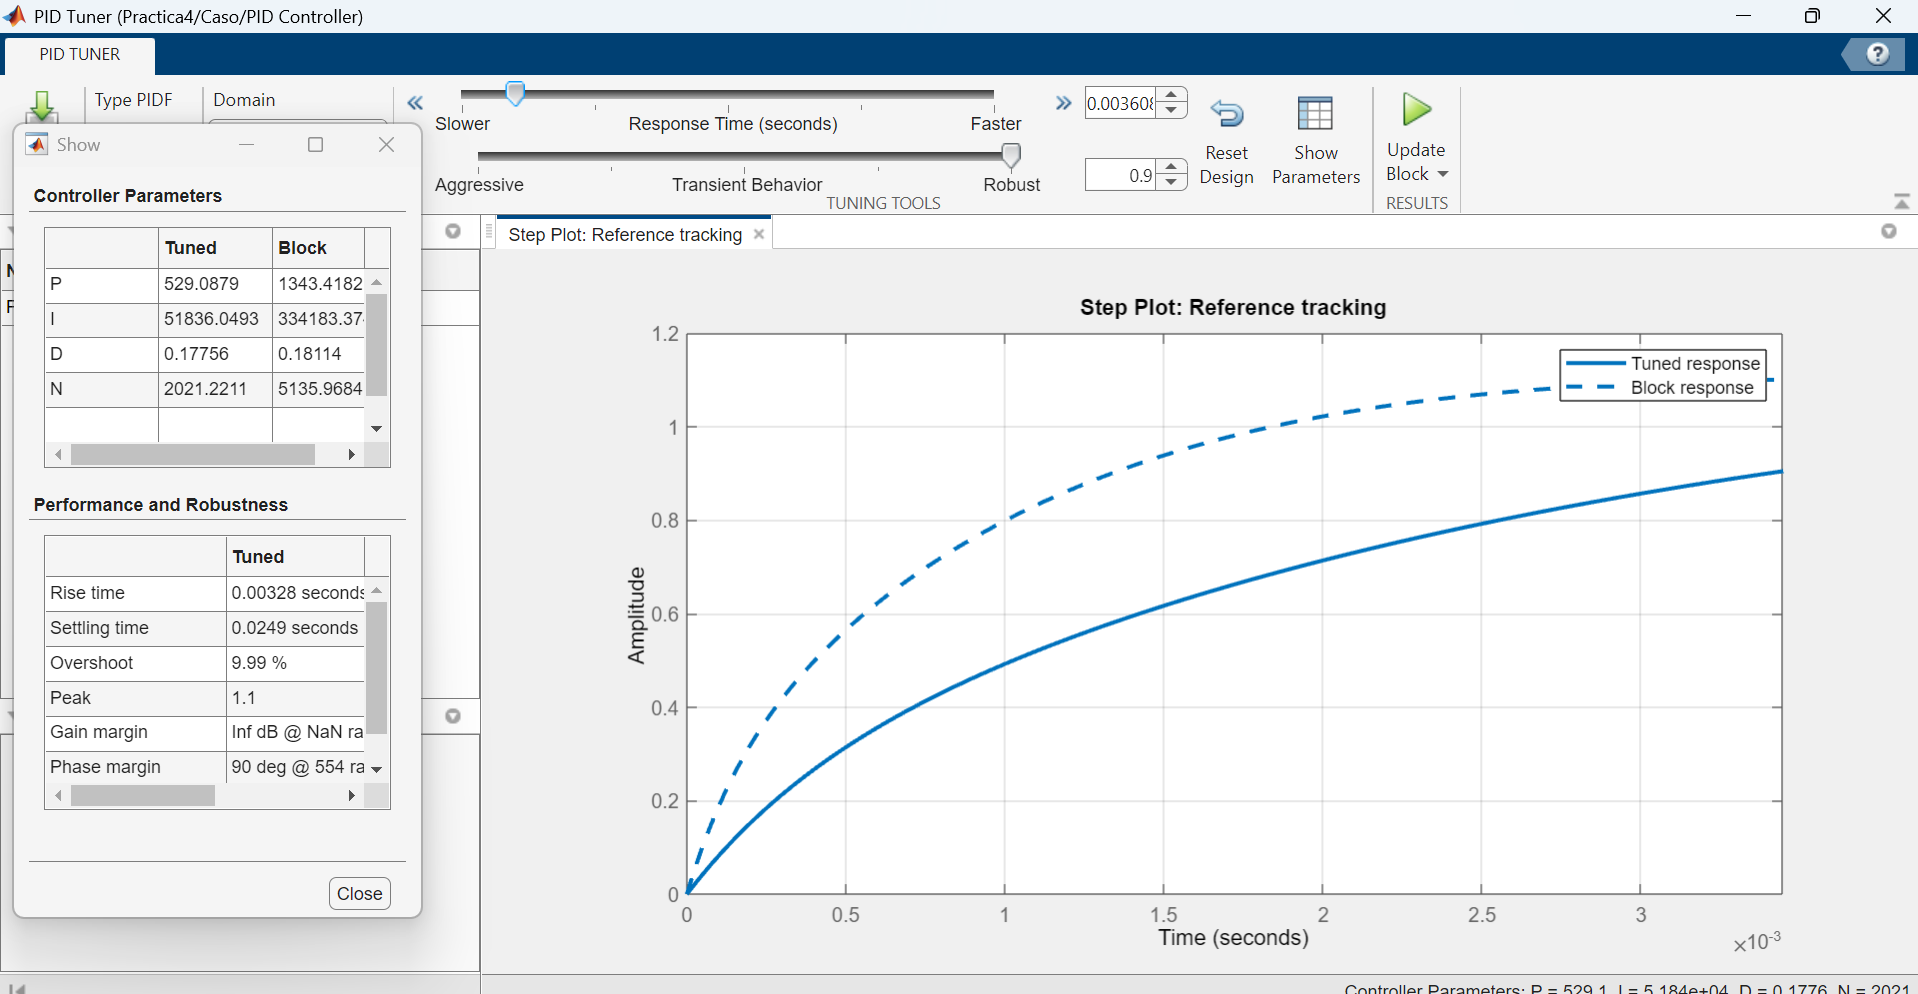 PID Tuner (Practica4/Caso/PID Controller)
PID TUNER
Type PIDF
Domain
Slower
Response Time (seconds)
Faster
0.003608
Aggressive
Transient Behavior
Robust
0.9
Reset
Design
Show
Parameters
Update
Block
TUNING TOOLS
RESULTS
Show
Controller Parameters
Tuned Block
P 529.0879 1343.4182
I 51836.0493 334183.37
D 0.17756 0.18114
N 2021.2211 5135.9684
Performance and Robustness
Tuned
Rise time 0.00328 seconds
Settling time 0.0249 seconds
Overshoot 9.99 %
Peak 1.1
Gain margin Inf dB @ NaN ra
Phase margin 90 deg @ 554 ra
Close
Step Plot: Reference tracking
Step Plot: Reference tracking
Tuned response
Block response
1.2
1
0.8
0.6
0.4
0.2
0
Amplitude
0 0.5 1 1.5 2 2.5 3
Time (seconds)
×10-3
Controller Parameters: P = 529.1, I = 5.184e+04, D = 0.1776, N = 2021